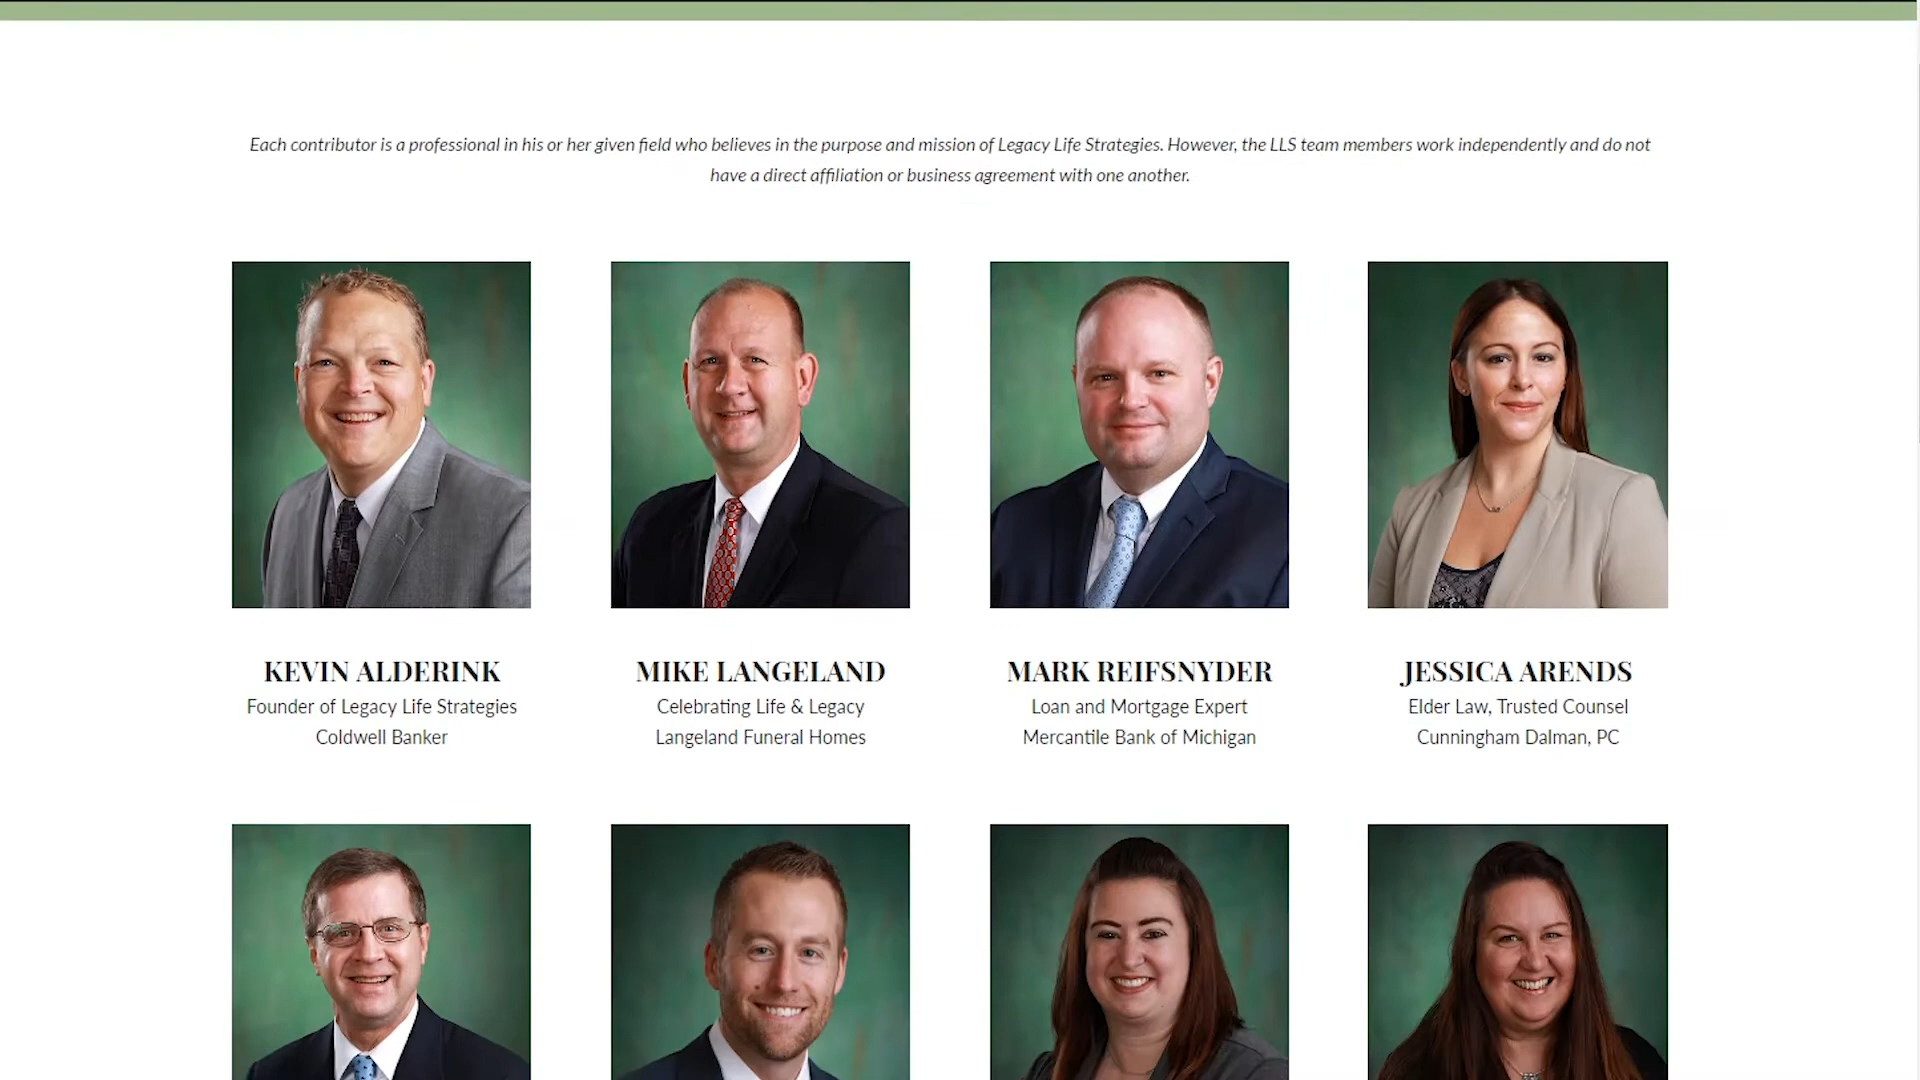 Each contributor is a professional in his or her given field who believes in the purpose and mission of Legacy Life Strategies. However, the LLS team members work independently and do not
have a direct affiliation or business agreement with one another.
KEVIN ALDERINK
Founder of Legacy Life Strategies
Coldwell Banker
MIKE LANGELAND
Celebrating Life & Legacy
Langeland Funeral Homes
MARK REIFSNYDER
Loan and Mortgage Expert
Mercantile Bank of Michigan
JESSICA ARENDS
Elder Law, Trusted Counsel
Cunningham Dalman, PC